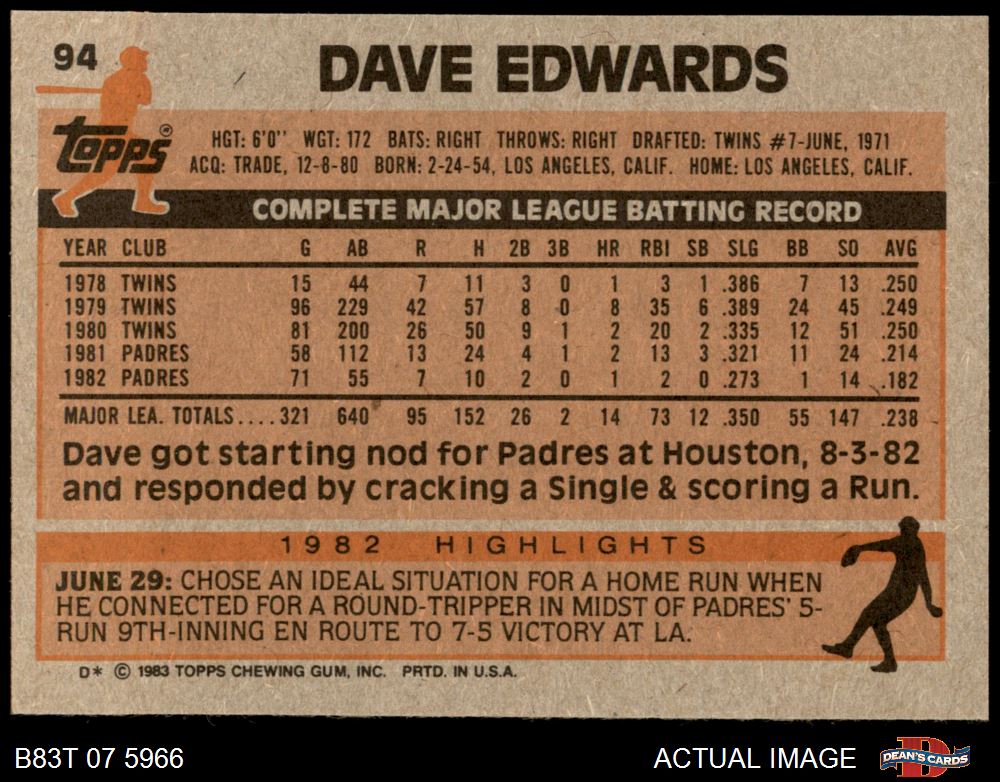 94
DAVE EDWARDS
Topps®
HGT: 6'0" WGT: 172 BATS: RIGHT THROWS: RIGHT DRAFTED: TWINS #7-JUNE, 1971
ACQ: TRADE, 12-8-80 BORN: 2-24-54, LOS ANGELES, CALIF. HOME: LOS ANGELES, CALIF.
COMPLETE MAJOR LEAGUE BATTING RECORD
YEAR CLUB G AB R H 2B 3B HR RBI SB SLG BB SO AVG
1978 TWINS 15 44 7 11 3 0 1 3 1 .386 7 13 .250
1979 TWINS 96 229 42 57 8 0 8 35 6 .389 24 45 .249
1980 TWINS 81 200 26 50 9 1 2 20 2 .335 12 51 .250
1981 PADRES 58 112 13 24 4 1 2 13 3 .321 11 24 .214
1982 PADRES 71 55 7 10 2 0 1 2 0 .273 1 14 .182
MAJOR LEA. TOTALS....321 640 95 152 26 2 14 73 12 .350 55 147 .238
Dave got starting nod for Padres at Houston, 8-3-82
and responded by cracking a Single & scoring a Run.
1982 HIGHLIGHTS
JUNE 29: CHOSE AN IDEAL SITUATION FOR A HOME RUN WHEN
HE CONNECTED FOR A ROUND-TRIPPER IN MIDST OF PADRES' 5-
RUN 9TH-INNING EN ROUTE TO 7-5 VICTORY AT LA.
D* © 1983 TOPPS CHEWING GUM, INC. PRTD. IN U.S.A.
B83T 07 5966
ACTUAL IMAGE
DEAN'S CARDS